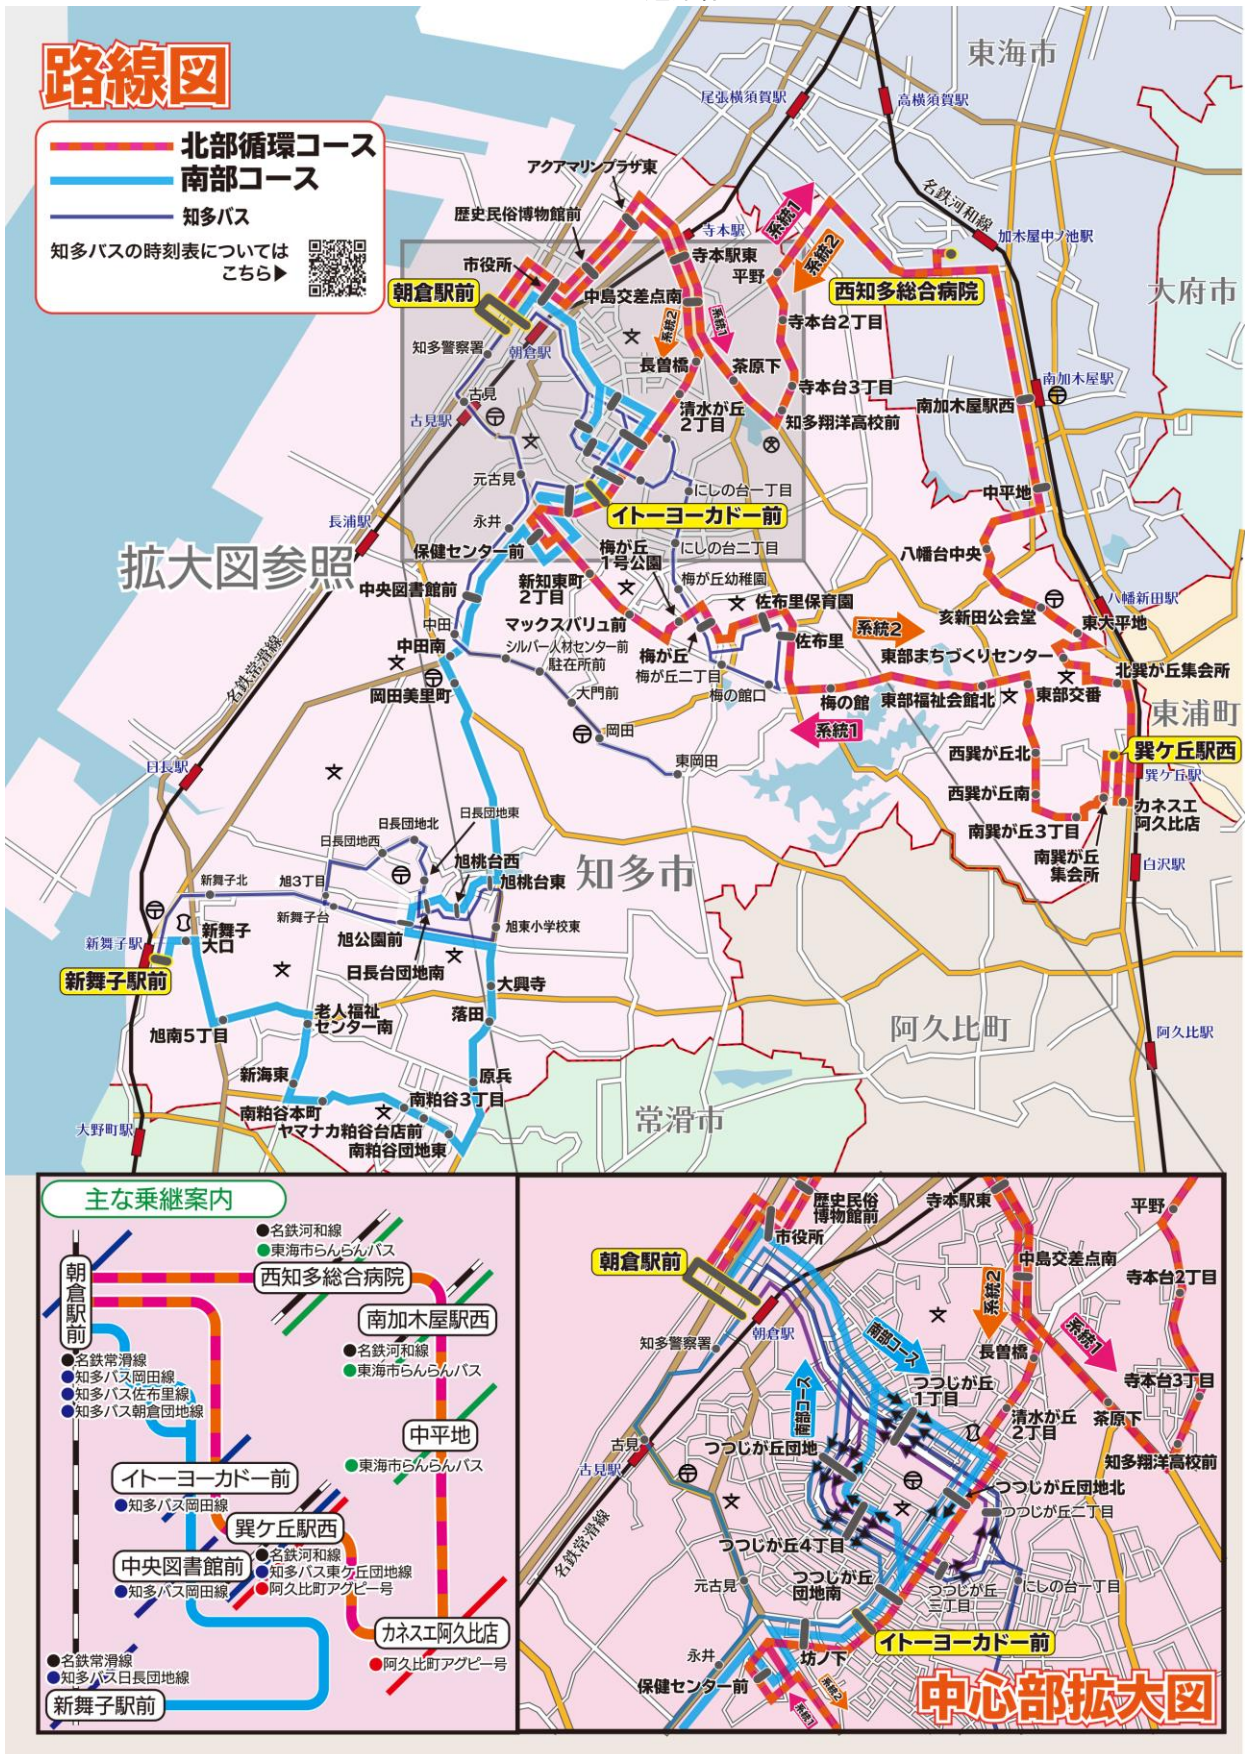 路線図
北部循環コース
南部コース
知多バス
知多バスの時刻表については
こちら▶
東海市
尾張横須賀駅
高横須賀駅
アクアマリンプラザ東
名鉄河和線
歴史民俗博物館前
系統1
寺本駅
加木屋中ノ池駅
市役所
寺本駅東
系統2
平野
西知多総合病院
大府市
朝倉駅前
中島交差点南
系統2
系統1
寺本台2丁目
知多警察署
朝倉駅
長曽橋
茶原下
寺本台3丁目
南加木屋駅
古見
古見駅
清水が丘
2丁目
知多翔洋高校前
南加木屋駅西
元古見
にしの台一丁目
中平地
長浦駅
永井
イトーヨーカドー前
拡大図参照
保健センター前
梅が丘
1号公園
にしの台二丁目
八幡台中央
中央図書館前
新知東町
2丁目
梅が丘幼稚園
佐布里保育園
八幡新田駅
中田
マックスバリュ前
系統2
亥新田公会堂
東大平地
中田南
シルバー人材センター前
駐在所前
梅が丘
佐布里
東部まちづくりセンター
名鉄常滑線
岡田美里町
大門前
梅が丘二丁目
梅の館口
梅の館
東部福祉会館北
東部交番
北巽が丘集会所
東浦町
岡田
系統1
西巽が丘北
巽ケ丘駅西
巽ケ丘駅
日長駅
東岡田
西巽が丘南
カネスエ
阿久比店
南巽が丘3丁目
南巽が丘
集会所
白沢駅
日長団地北
日長団地東
日長団地西
知多市
旭桃台西
旭桃台東
新舞子北
旭3丁目
新舞子台
旭公園前
旭東小学校東
新舞子駅
新舞子
大口
日長台団地南
新舞子駅前
大興寺
老人福祉
センター南
落田
旭南5丁目
阿久比町
阿久比駅
新海東
原兵
南粕谷本町
南粕谷3丁目
大野町駅
ヤマナカ粕谷台店前
南粕谷団地東
常滑市
主な乗継案内
朝倉駅前
●名鉄河和線
●東海市らんらんバス
西知多総合病院
南加木屋駅西
●名鉄常滑線
●知多バス岡田線
●知多バス佐布里線
●知多バス朝倉団地線
●名鉄河和線
●東海市らんらんバス
中平地
●東海市らんらんバス
イトーヨーカドー前
●知多バス岡田線
巽ケ丘駅西
●名鉄河和線
●知多バス東ケ丘団地線
●阿久比町アグピー号
中央図書館前
●知多バス岡田線
カネスエ阿久比店
●阿久比町アグピー号
●名鉄常滑線
●知多バス日長団地線
新舞子駅前
歴史民俗
博物館前
寺本駅東
平野
市役所
朝倉駅前
中島交差点南
寺本台2丁目
系統2
知多警察署
朝倉駅
南部コース
長曽橋
系統1
寺本台3丁目
南部コース
つつじが丘
1丁目
清水が丘
2丁目
茶原下
古見
古見駅
つつじが丘団地
知多翔洋高校前
つつじが丘団地北
つつじが丘二丁目
名鉄常滑線
つつじが丘4丁目
元古見
つつじが丘
団地南
つつじが丘
三丁目
にしの台一丁目
イトーヨーカドー前
永井
坊ノ下
保健センター前
系統1
系統2
中心部拡大図